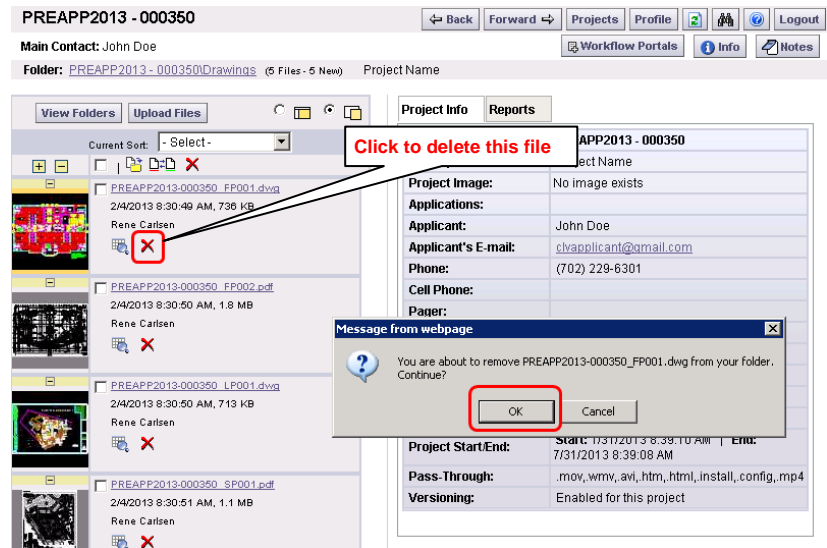 PREAPP2013 - 000350
Back Forward Projects Profile Logout
Main Contact: John Doe
Workflow Portals Info Notes
Folder: PREAPP2013 - 000350\Drawings (5 Files - 5 New) Project Name
View Folders Upload Files
Current Sort: - Select -
PREAPP2013-000350_FP001.dwg
2/4/2013 8:30:49 AM, 736 KB
Rene Carlsen
PREAPP2013-000350_FP002.pdf
2/4/2013 8:30:50 AM, 1.8 MB
Rene Carlsen
PREAPP2013-000350_LP001.dwg
2/4/2013 8:30:50 AM, 713 KB
Rene Carlsen
PREAPP2013-000350_SP001.pdf
2/4/2013 8:30:51 AM, 1.1 MB
Rene Carlsen
Click to delete this file
Project Info Reports
APP2013 - 000350
ect Name
Project Image: No image exists
Applications:
Applicant: John Doe
Applicant's E-mail: clvapplicant@gmail.com
Phone: (702) 229-6301
Cell Phone:
Pager:
Message from webpage
You are about to remove PREAPP2013-000350_FP001.dwg from your folder.
Continue?
OK Cancel
Project Start/End: Start: 1/31/2013 8:39:10 AM | End:
7/31/2013 8:39:08 AM
Pass-Through: .mov,.wmv,.avi,.htm,.html,.install,.config,.mp4
Versioning: Enabled for this project